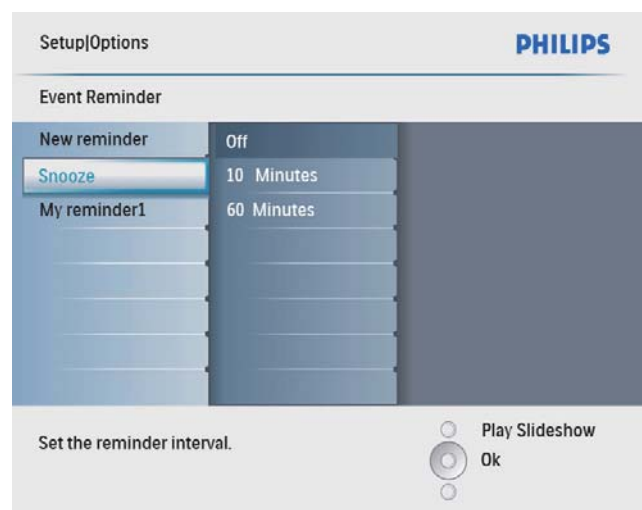 Setup|Options
PHILIPS
Event Reminder
New reminder
Off
Snooze
10 Minutes
My reminder1
60 Minutes
Set the reminder interval.
Play Slideshow
Ok